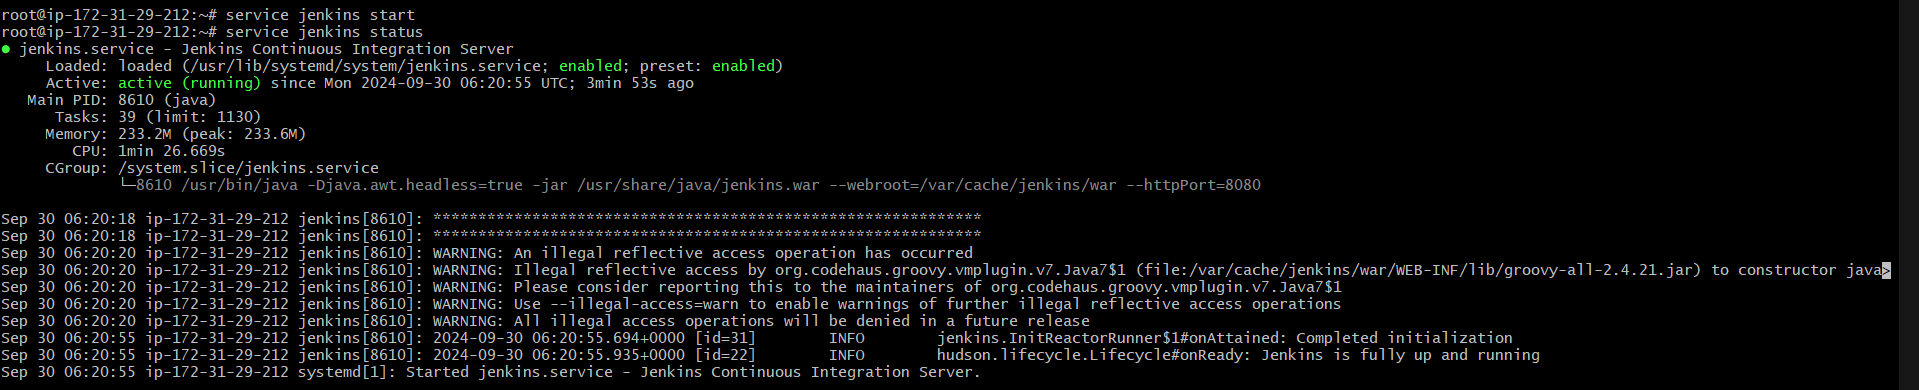 root@ip-172-31-29-212:~# service jenkins start
root@ip-172-31-29-212:~# service jenkins status
● jenkins.service - Jenkins Continuous Integration Server
     Loaded: loaded (/usr/lib/systemd/system/jenkins.service; enabled; preset: enabled)
     Active: active (running) since Mon 2024-09-30 06:20:55 UTC; 3min 53s ago
   Main PID: 8610 (java)
      Tasks: 39 (limit: 1130)
     Memory: 233.2M (peak: 233.6M)
        CPU: 1min 26.669s
     CGroup: /system.slice/jenkins.service
             └─8610 /usr/bin/java -Djava.awt.headless=true -jar /usr/share/java/jenkins.war --webroot=/var/cache/jenkins/war --httpPort=8080
Sep 30 06:20:18 ip-172-31-29-212 jenkins[8610]: *************************************************************
Sep 30 06:20:18 ip-172-31-29-212 jenkins[8610]: *************************************************************
Sep 30 06:20:20 ip-172-31-29-212 jenkins[8610]: WARNING: An illegal reflective access operation has occurred
Sep 30 06:20:20 ip-172-31-29-212 jenkins[8610]: WARNING: Illegal reflective access by org.codehaus.groovy.vmplugin.v7.Java7$1 (file:/var/cache/jenkins/war/WEB-INF/lib/groovy-all-2.4.21.jar) to constructor java>
Sep 30 06:20:20 ip-172-31-29-212 jenkins[8610]: WARNING: Please consider reporting this to the maintainers of org.codehaus.groovy.vmplugin.v7.Java7$1
Sep 30 06:20:20 ip-172-31-29-212 jenkins[8610]: WARNING: Use --illegal-access=warn to enable warnings of further illegal reflective access operations
Sep 30 06:20:20 ip-172-31-29-212 jenkins[8610]: WARNING: All illegal access operations will be denied in a future release
Sep 30 06:20:55 ip-172-31-29-212 jenkins[8610]: 2024-09-30 06:20:55.694+0000 [id=31]        INFO        jenkins.InitReactorRunner$1#onAttained: Completed initialization
Sep 30 06:20:55 ip-172-31-29-212 jenkins[8610]: 2024-09-30 06:20:55.935+0000 [id=22]        INFO        hudson.lifecycle.Lifecycle#onReady: Jenkins is fully up and running
Sep 30 06:20:55 ip-172-31-29-212 systemd[1]: Started jenkins.service - Jenkins Continuous Integration Server.